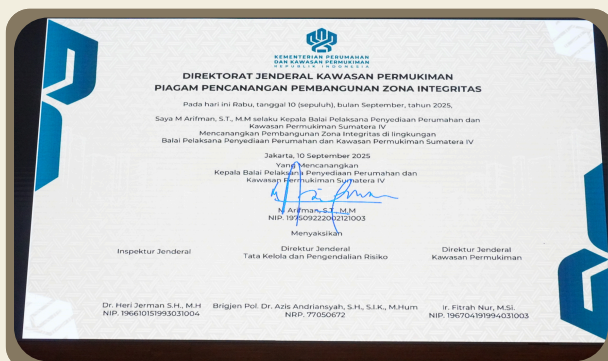 KEMENTERIAN PERUMAHAN
DAN KAWASAN PERMUKIMAN
REPUBLIK INDONESIA
DIREKTORAT JENDERAL KAWASAN PERMUKIMAN
PIAGAM PENCANANGAN PEMBANGUNAN ZONA INTEGRITAS
Pada hari ini Rabu, tanggal 10 (sepuluh), bulan September, tahun 2025,
Saya M Arifman, S.T., M.M selaku Kepala Balai Pelaksana Penyediaan Perumahan dan
Kawasan Permukiman Sumatera IV
Mencanangkan Pembangunan Zona Integritas di lingkungan
Balai Pelaksana Penyediaan Perumahan dan Kawasan Permukiman Sumatera IV
Jakarta, 10 September 2025
Yang Mencanangkan
Kepala Balai Pelaksana Penyediaan Perumahan dan
Kawasan Permukiman Sumatera IV
M Arifman, S.T., M.M
NIP. 197509222002121003
Menyaksikan
Inspektur Jenderal
Direktur Jenderal
Tata Kelola dan Pengendalian Risiko
Direktur Jenderal
Kawasan Permukiman
Dr. Heri Jerman S.H., M.H
NIP. 196610151993031004
Brigjen Pol. Dr. Azis Andriansyah, S.H., S.I.K., M.Hum
NRP. 77050672
Ir. Fitrah Nur, M.Si.
NIP. 196704191994031003